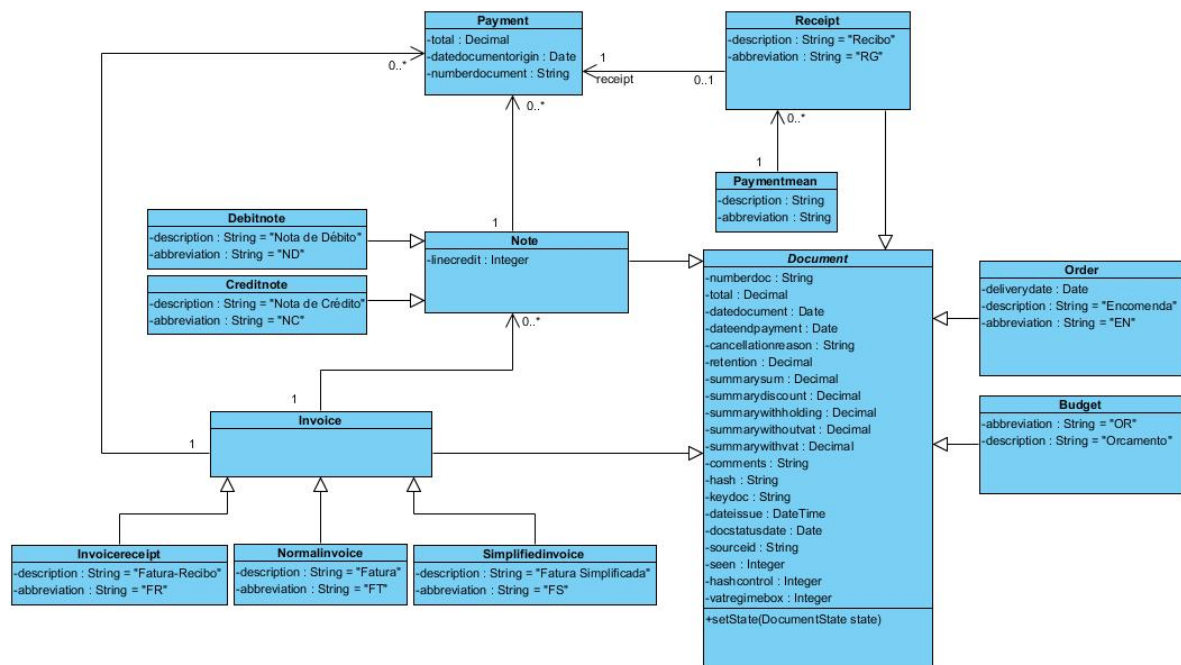 Payment
-total : Decimal
-datedocumentorigin : Date
-numberdocument : String
Receipt
-description : String = "Recibo"
-abbreviation : String = "RG"
0..*
1
receipt
0..1
0..*
0..*
1
Paymentmean
-description : String
-abbreviation : String
Debitnote
-description : String = "Nota de Débito"
-abbreviation : String = "ND"
1
Note
-linecredit : Integer
Creditnote
-description : String = "Nota de Crédito"
-abbreviation : String = "NC"
0..*
Document
-numberdoc : String
-total : Decimal
-datedocument : Date
-dateendpayment : Date
-cancellationreason : String
-retention : Decimal
-summarysum : Decimal
-summarydiscount : Decimal
-summarywithholding : Decimal
-summarywithoutvat : Decimal
-summarywithvat : Decimal
-comments : String
-hash : String
-keydoc : String
-dateissue : DateTime
-docstatusdate : Date
-sourceid : String
-seen : Integer
-hashcontrol : Integer
-vatregimebox : Integer
+setState(DocumentState state)
Order
-deliverydate : Date
-description : String = "Encomenda"
-abbreviation : String = "EN"
Budget
-abbreviation : String = "OR"
-description : String = "Orcamento"
1
1
Invoice
Invoicereceipt
-description : String = "Fatura-Recibo"
-abbreviation : String = "FR"
Normalinvoice
-description : String = "Fatura"
-abbreviation : String = "FT"
Simplifiedinvoice
-description : String = "Fatura Simplificada"
-abbreviation : String = "FS"